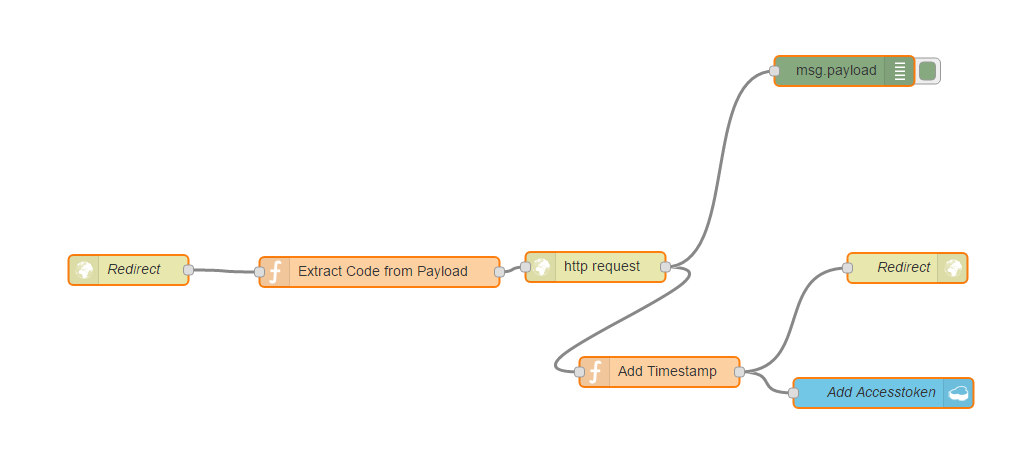 msg.payload
Redirect
Extract Code from Payload
http request
Redirect
Add Timestamp
Add Accesstoken